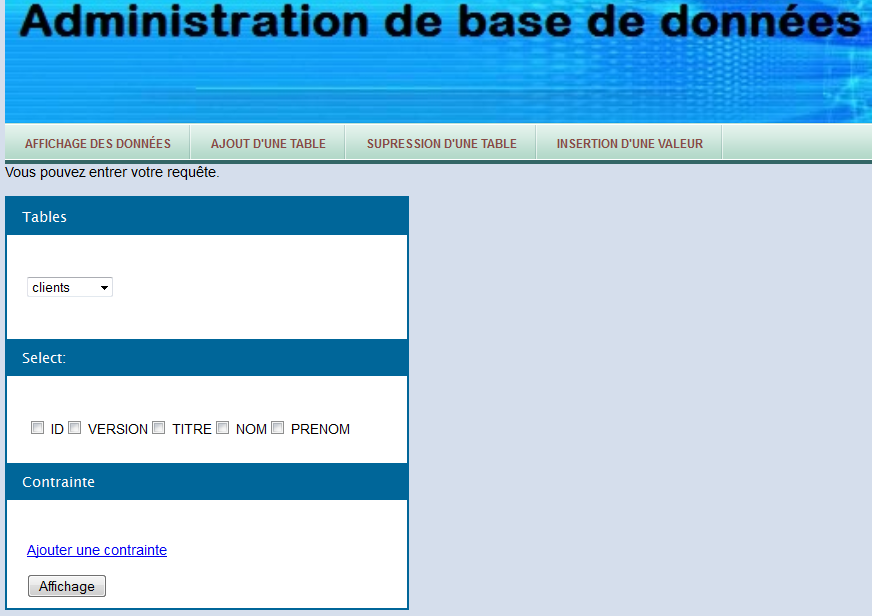 Administration de base de données
AFFICHAGE DES DONNÉES AJOUT D'UNE TABLE SUPRESSION D'UNE TABLE INSERTION D'UNE VALEUR
Vous pouvez entrer votre requête.
Tables
clients
Select:
ID VERSION TITRE NOM PRENOM
Contrainte
Ajouter une contrainte
Affichage